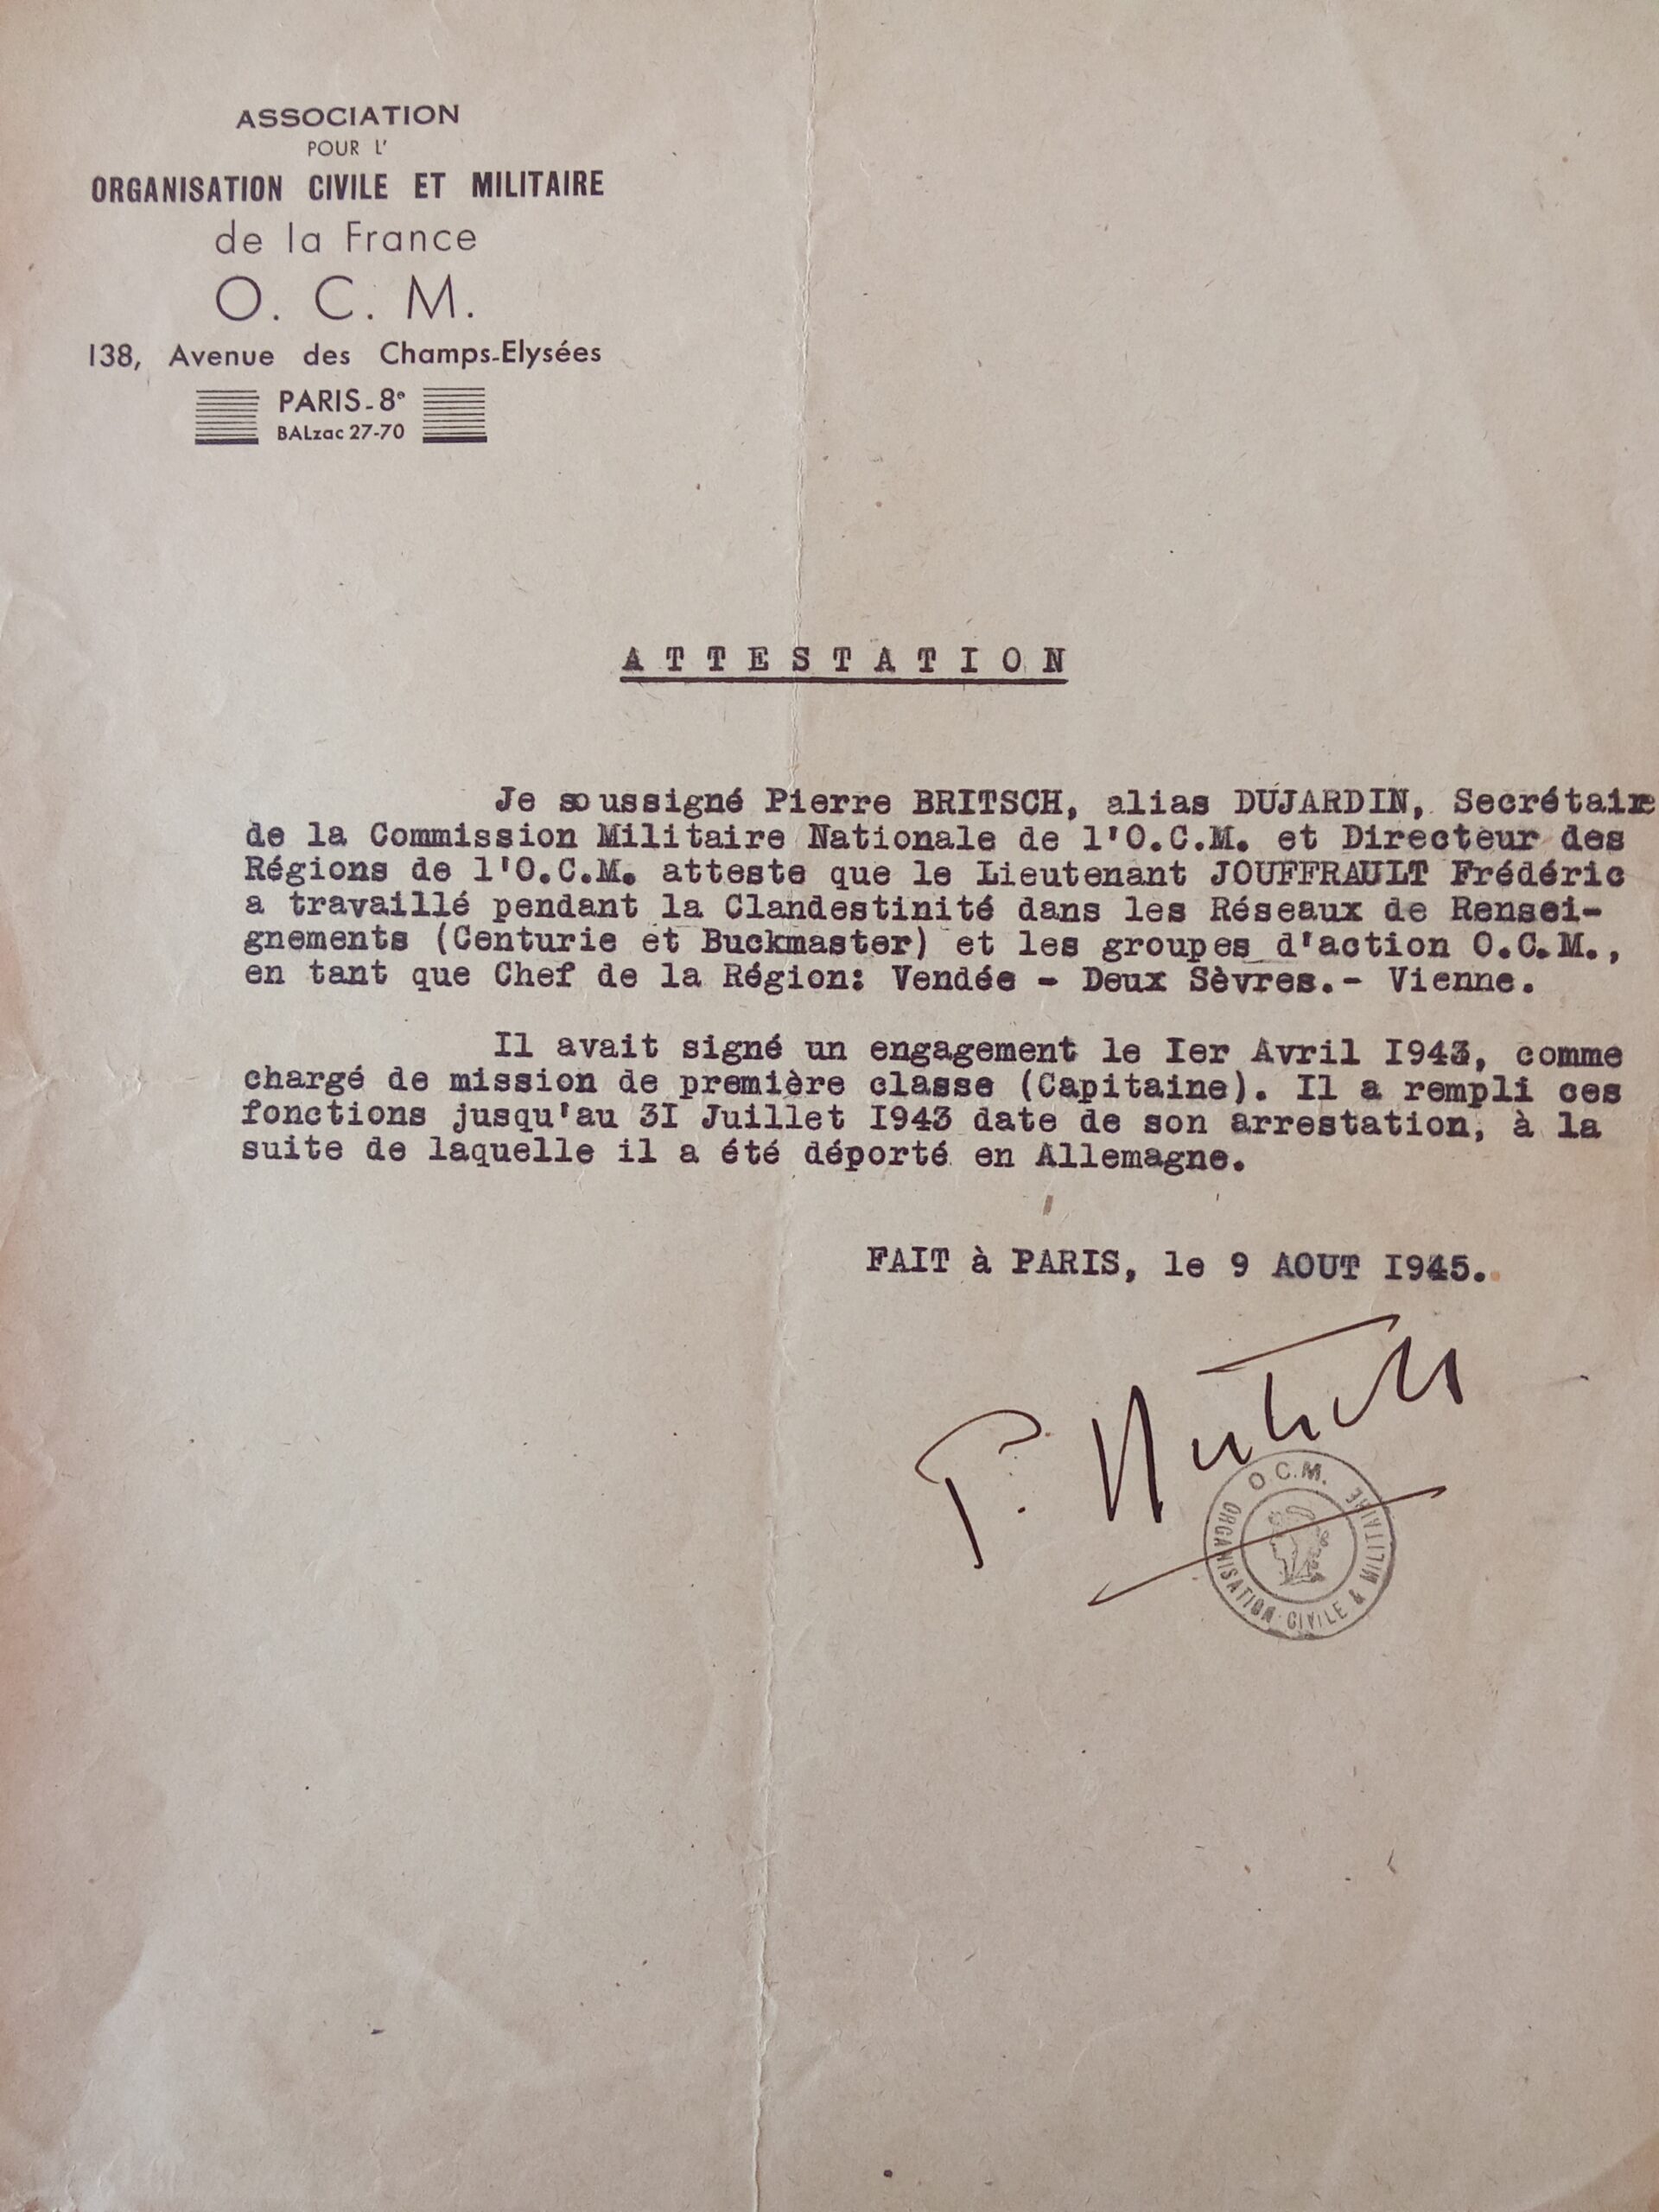 ASSOCIATION
POUR L'
ORGANISATION CIVILE ET MILITAIRE
de la France
O. C. M.
138, Avenue des Champs-Elysées
PARIS-8e
BALzac 27-70
ATTESTATION
Je soussigné Pierre BRITSCH, alias DUJARDIN, Secrétaire
de la Commission Militaire Nationale de l'O.C.M. et Directeur des
Régions de l'O.C.M. atteste que le Lieutenant JOUFFRAULT Frédéric
a travaillé pendant la Clandestinité dans les Réseaux de Rensei-
gnements (Centurie et Buckmaster) et les groupes d'action O.C.M.,
en tant que Chef de la Région: Vendée - Deux Sèvres.- Vienne.
Il avait signé un engagement le Ier Avril I943, comme
chargé de mission de première classe (Capitaine). Il a rempli ces
fonctions jusqu'au 3I Juillet I943 date de son arrestation, à la
suite de laquelle il a été déporté en Allemagne.
FAIT à PARIS, le 9 AOUT I945.
P. Britsch
O.C.M.
ORGANISATION CIVILE & MILITAIRE